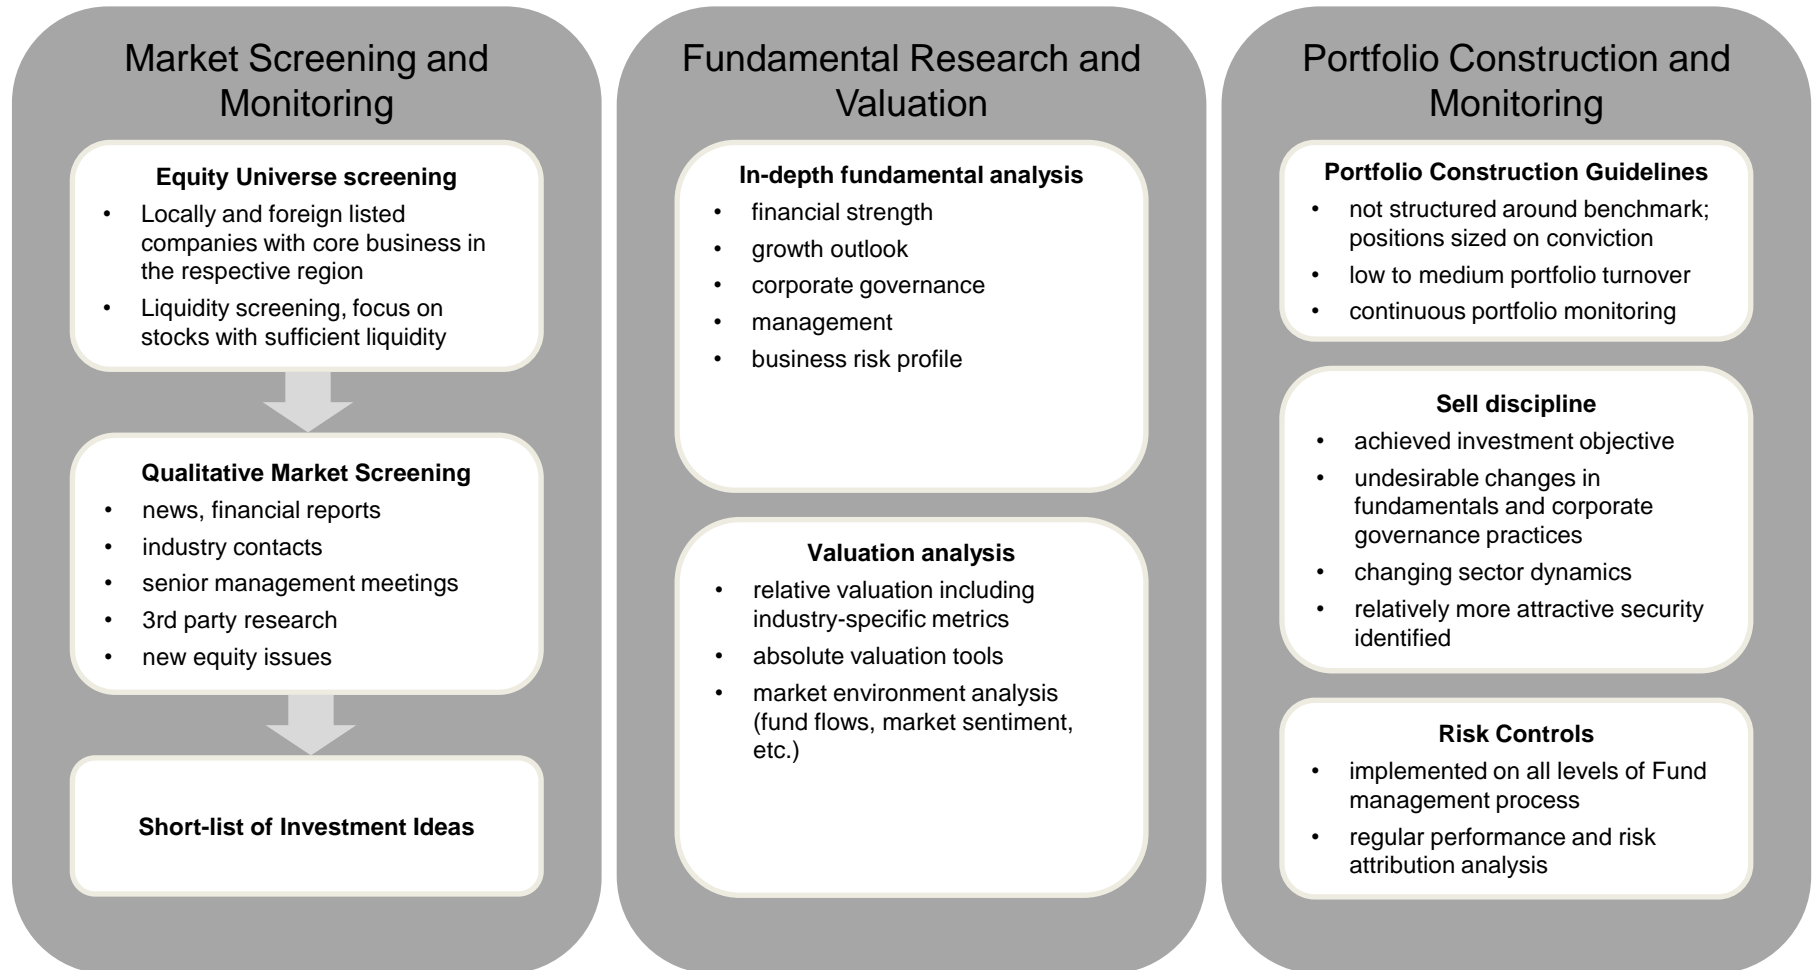 Market Screening and
Monitoring
Equity Universe screening
• Locally and foreign listed
companies with core business in
the respective region
• Liquidity screening, focus on
stocks with sufficient liquidity
Qualitative Market Screening
• news, financial reports
• industry contacts
• senior management meetings
• 3rd party research
• new equity issues
Short-list of Investment Ideas
Fundamental Research and
Valuation
In-depth fundamental analysis
• financial strength
• growth outlook
• corporate governance
• management
• business risk profile
Valuation analysis
• relative valuation including
industry-specific metrics
• absolute valuation tools
• market environment analysis
(fund flows, market sentiment,
etc.)
Portfolio Construction and
Monitoring
Portfolio Construction Guidelines
• not structured around benchmark;
positions sized on conviction
• low to medium portfolio turnover
• continuous portfolio monitoring
Sell discipline
• achieved investment objective
• undesirable changes in
fundamentals and corporate
governance practices
• changing sector dynamics
• relatively more attractive security
identified
Risk Controls
• implemented on all levels of Fund
management process
• regular performance and risk
attribution analysis